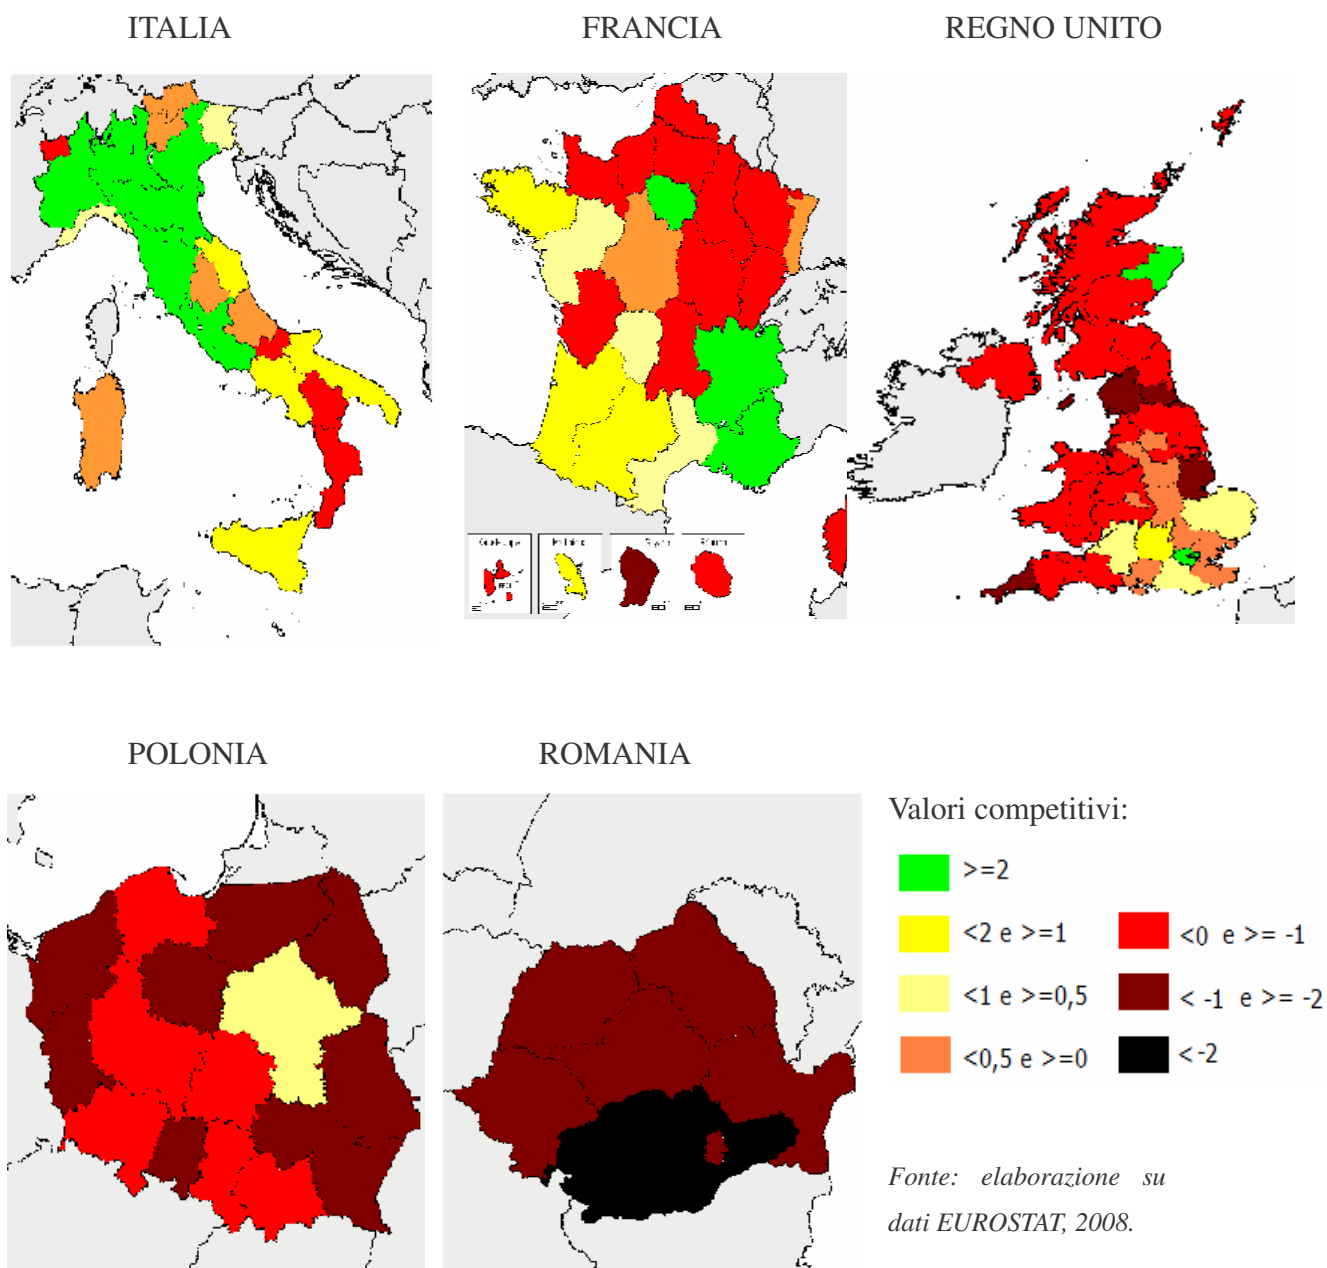 ITALIA
FRANCIA
REGNO UNITO
POLONIA
ROMANIA
Valori competitivi:
>=2
<2 e >=1
<1 e >=0,5
<0,5 e >=0
<0 e >= -1
< -1 e >= -2
< -2
Fonte: elaborazione su
dati EUROSTAT, 2008.